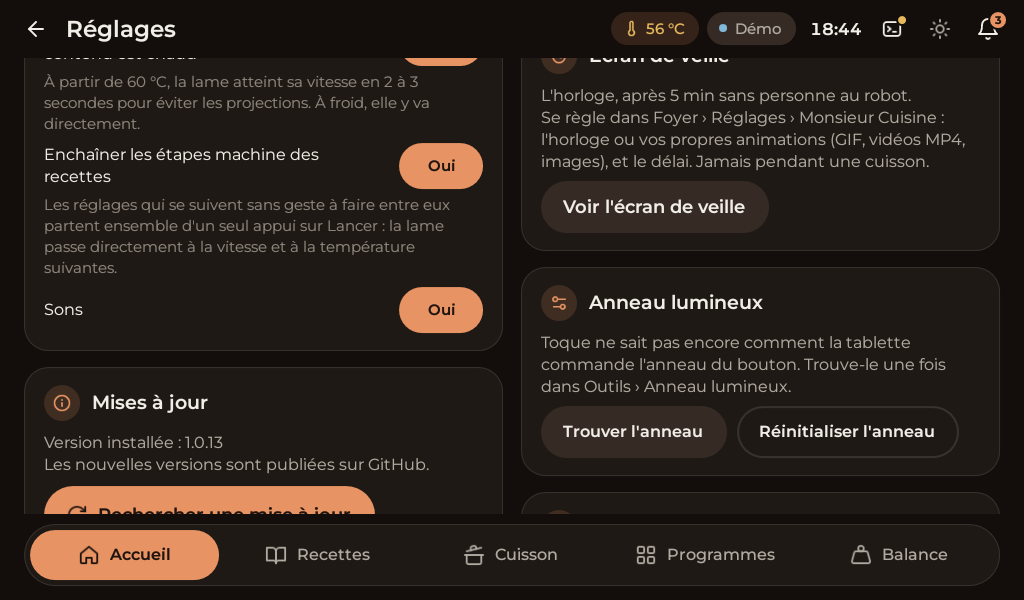 Réglages
56 °C
Démo
18:44
3
À partir de 60 °C, la lame atteint sa vitesse en 2 à 3
secondes pour éviter les projections. À froid, elle y va
directement.
Enchaîner les étapes machine des
recettes
Oui
Les réglages qui se suivent sans geste à faire entre eux
partent ensemble d'un seul appui sur Lancer : la lame
passe directement à la vitesse et à la température
suivantes.
Sons
Oui
Mises à jour
Version installée : 1.0.13
Les nouvelles versions sont publiées sur GitHub.
Rechercher une mise à jour
Écran de veille
L'horloge, après 5 min sans personne au robot.
Se règle dans Foyer › Réglages › Monsieur Cuisine :
l'horloge ou vos propres animations (GIF, vidéos MP4,
images), et le délai. Jamais pendant une cuisson.
Voir l'écran de veille
Anneau lumineux
Toque ne sait pas encore comment la tablette
commande l'anneau du bouton. Trouve-le une fois
dans Outils › Anneau lumineux.
Trouver l'anneau
Réinitialiser l'anneau
Accueil
Recettes
Cuisson
Programmes
Balance